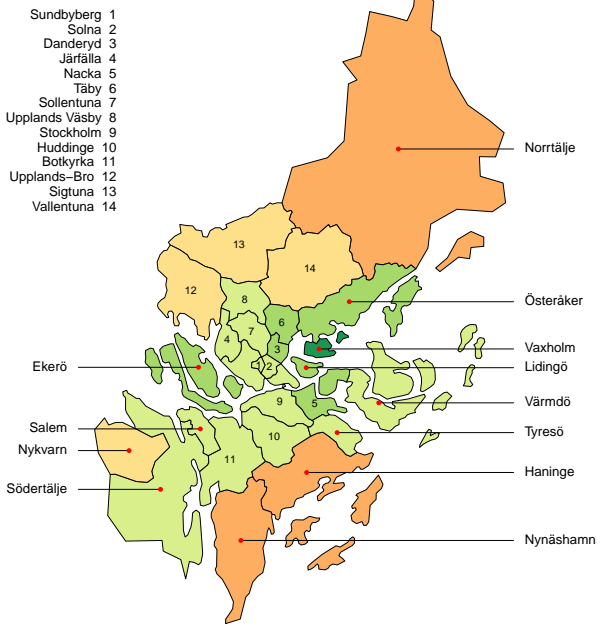 Sundbyberg 1
Solna 2
Danderyd 3
Järfälla 4
Nacka 5
Täby 6
Sollentuna 7
Upplands Väsby 8
Stockholm 9
Huddinge 10
Botkyrka 11
Upplands−Bro 12
Sigtuna 13
Vallentuna 14
Norrtälje
13
14
12
8
Österåker
6
7
4
3
Vaxholm
2
Ekerö
Lidingö
9
5
Värmdö
Salem
Tyresö
10
Nykvarn
11
Haninge
Södertälje
Nynäshamn